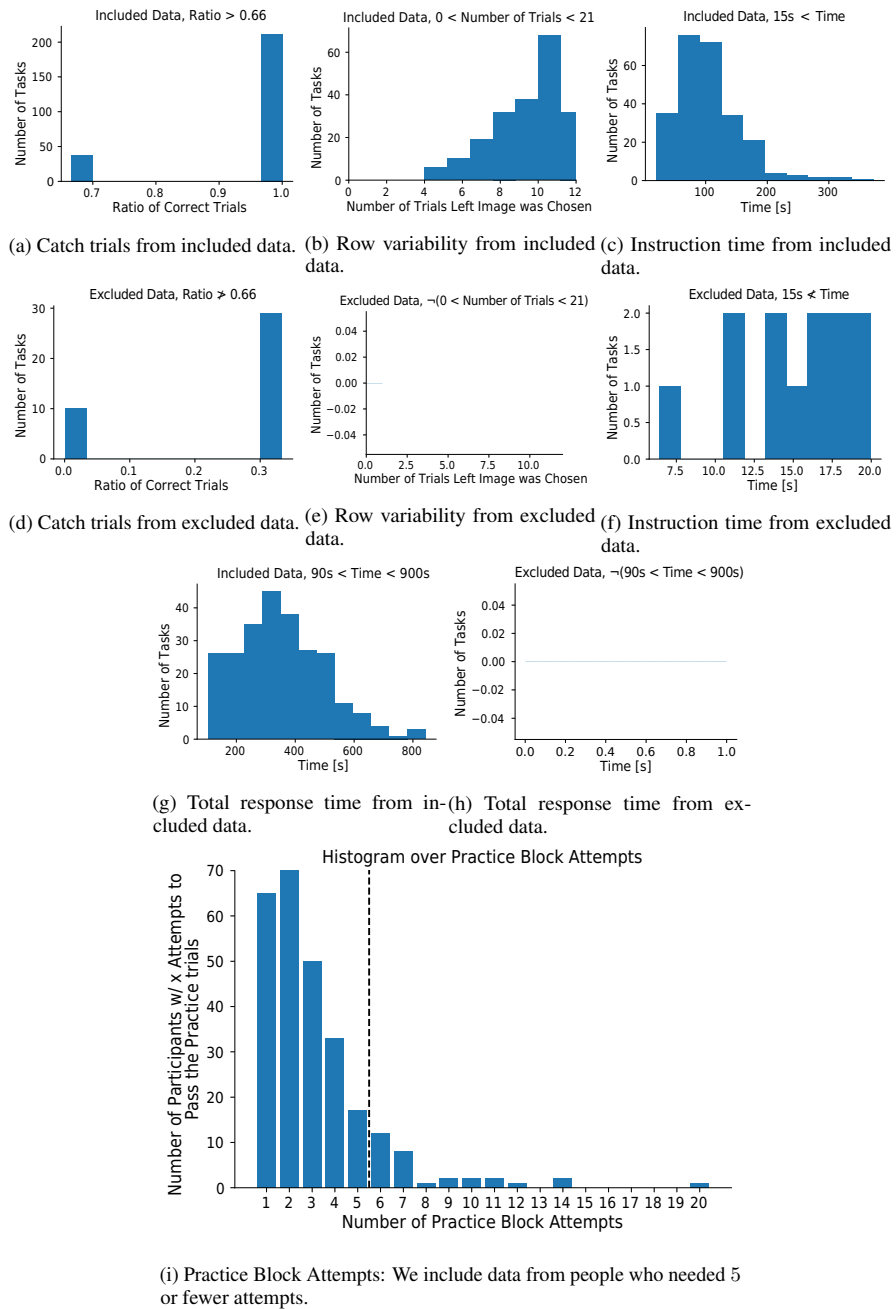 Included Data, Ratio > 0.66
Number of Tasks
200
150
100
50
0
0.7 0.8 0.9 1.0
Ratio of Correct Trials
Included Data, 0 < Number of Trials < 21
Number of Tasks
60
40
20
0
0 2 4 6 8 10 12
Number of Trials Left Image was Chosen
Included Data, 15s < Time
Number of Tasks
60
40
20
0
100 200 300
Time [s]
(a) Catch trials from included data.
(b) Row variability from included
data.
(c) Instruction time from included
data.
Excluded Data, Ratio ≯ 0.66
Number of Tasks
30
20
10
0
0.0 0.1 0.2 0.3
Ratio of Correct Trials
Excluded Data, ¬(0 < Number of Trials < 21)
Number of Tasks
0.04
0.02
0.00
−0.02
−0.04
0.0 2.5 5.0 7.5 10.0
Number of Trials Left Image was Chosen
Excluded Data, 15s ≮ Time
Number of Tasks
2.0
1.5
1.0
0.5
0.0
7.5 10.0 12.5 15.0 17.5 20.0
Time [s]
(d) Catch trials from excluded data.
(e) Row variability from excluded
data.
(f) Instruction time from excluded
data.
Included Data, 90s < Time < 900s
Number of Tasks
40
30
20
10
0
200 400 600 800
Time [s]
Excluded Data, ¬(90s < Time < 900s)
Number of Tasks
0.04
0.02
0.00
−0.02
−0.04
0.0 0.2 0.4 0.6 0.8 1.0
Time [s]
(g) Total response time from in-
cluded data.
(h) Total response time from ex-
cluded data.
Histogram over Practice Block Attempts
Number of Participants w/ x Attempts to
Pass the Practice trials
70
60
50
40
30
20
10
0
1 2 3 4 5 6 7 8 9 10 11 12 13 14 15 16 17 18 19 20
Number of Practice Block Attempts
(i) Practice Block Attempts: We include data from people who needed 5
or fewer attempts.